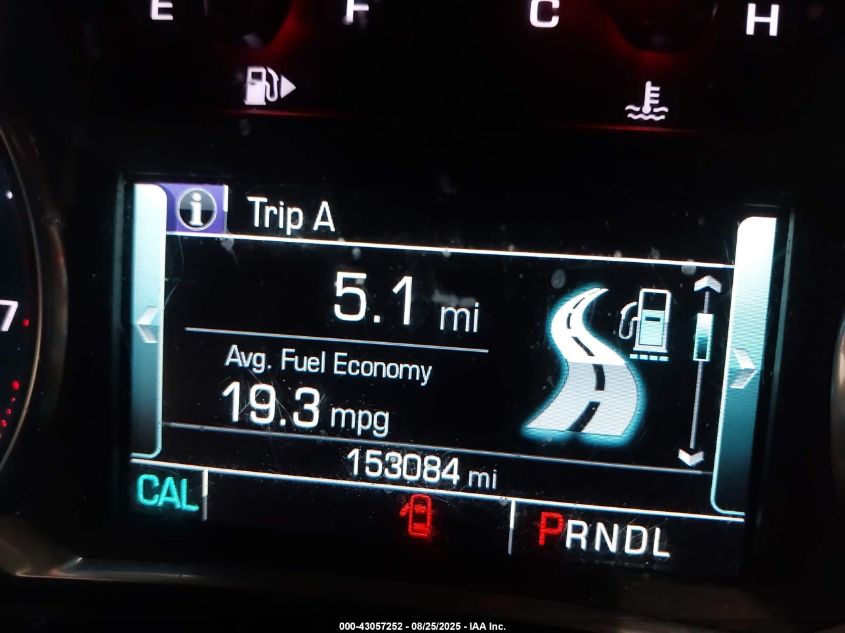 E F C H
Trip A
5.1 mi
7
Avg. Fuel Economy
19.3 mpg
153084 mi
CAL
PRNDL
000-43057252 - 08/25/2025 - IAA Inc.